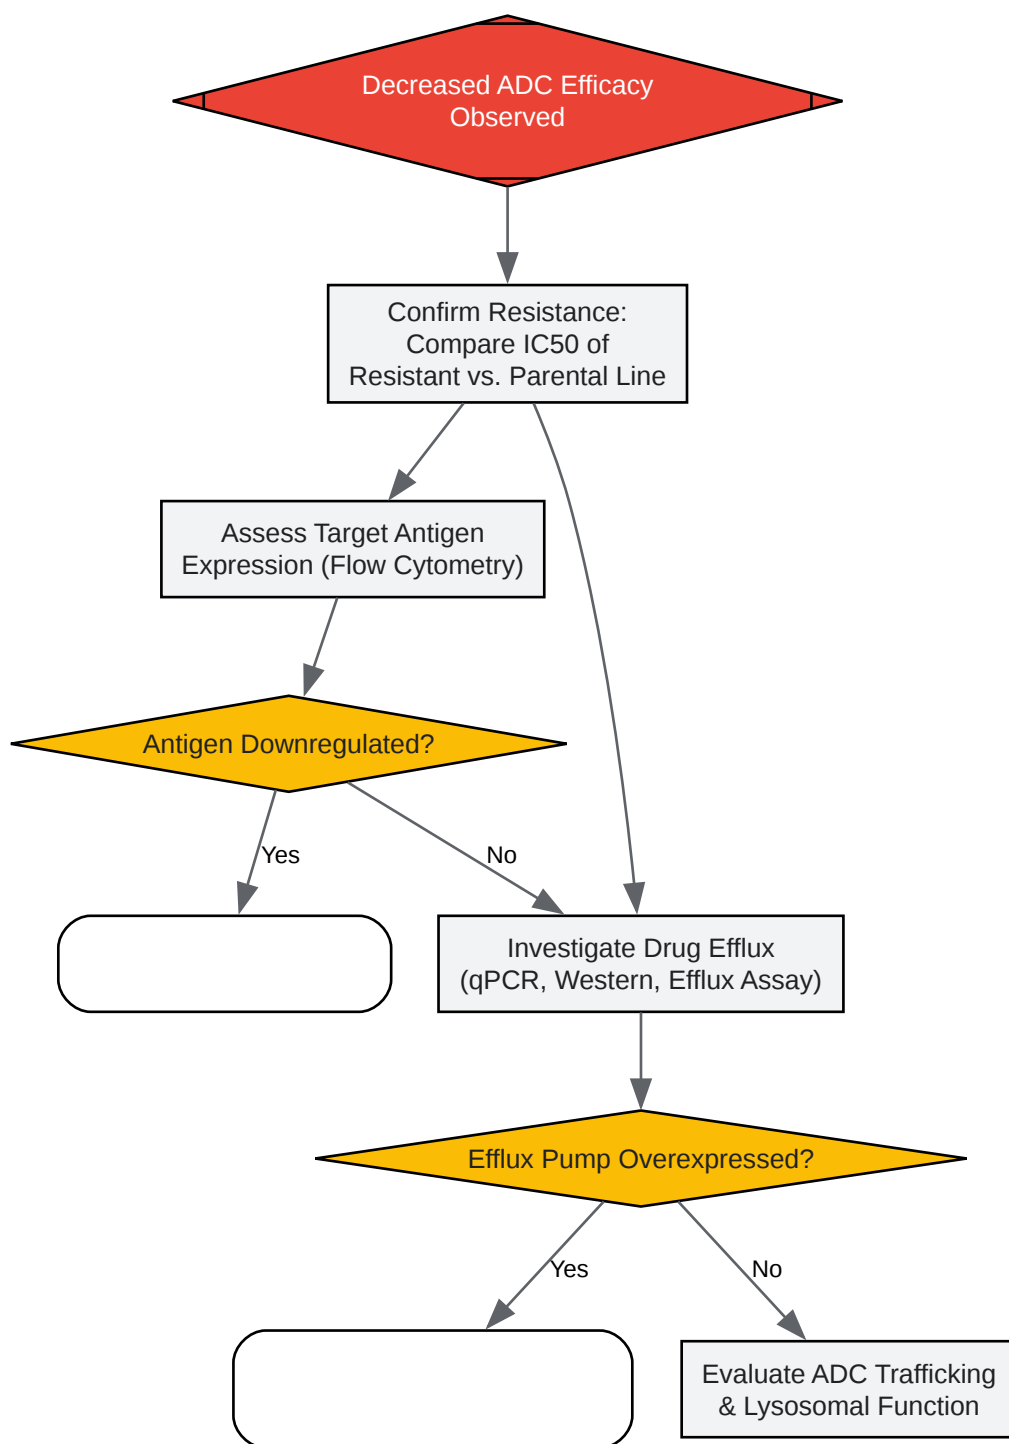 Decreased ADC Efficacy
Observed
Confirm Resistance:
Compare IC50 of
Resistant vs. Parental Line
Assess Target Antigen
Expression (Flow Cytometry)
Antigen Downregulated?
Yes
No
Investigate Drug Efflux
(qPCR, Western, Efflux Assay)
Efflux Pump Overexpressed?
Yes
No
Evaluate ADC Trafficking
& Lysosomal Function